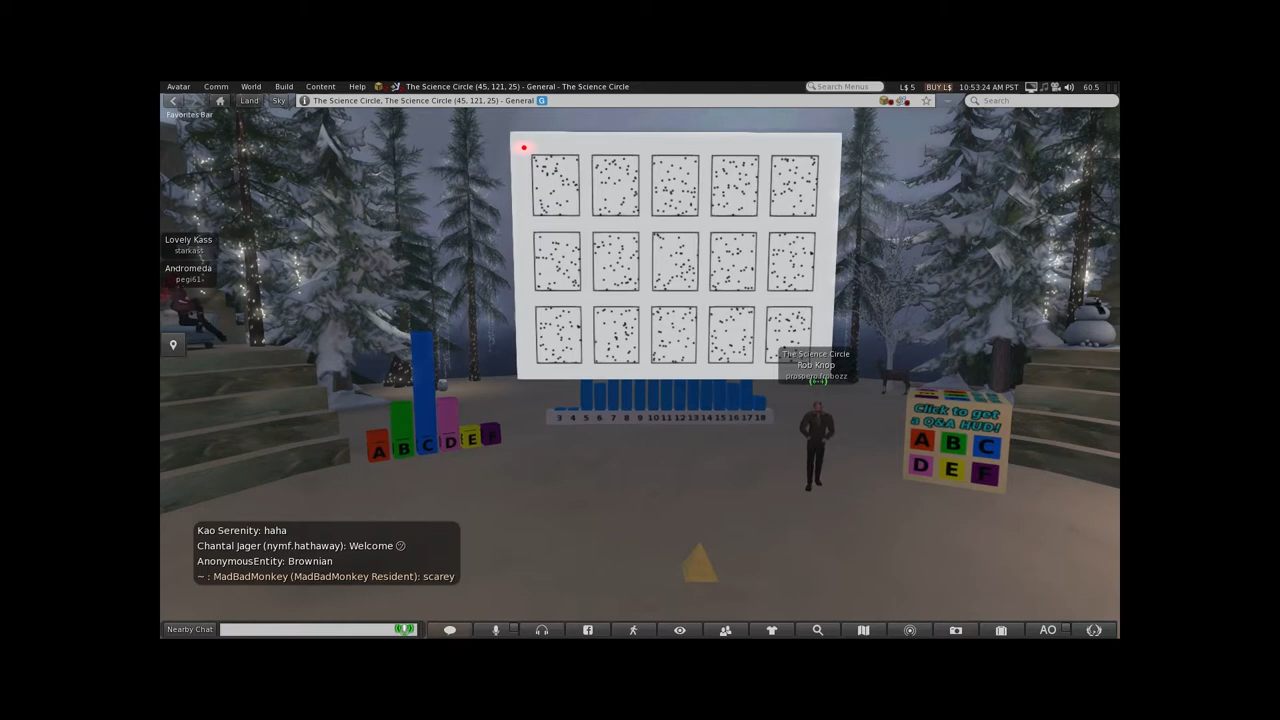 Avatar Comm World Build Content Help The Science Circle (45, 121, 25) - General - The Science Circle Search Menus L$ 5 BUY L$ 10:53:24 AM PST 60.5
Land Sky The Science Circle, The Science Circle (45, 121, 25) - General G Search
Favorites Bar
Lovely Kass
starkass
Andromeda
pegi61
The Science Circle
Rob Knop
prospero.frobozz
3 4 5 6 7 8 9 10 11 12 13 14 15 16 17 18
A B C D E F
Click to get
a Q&A HUD!
A B C
D E F
Kao Serenity: haha
Chantal Jager (nymf.hathaway): Welcome
AnonymousEntity: Brownian
~ : MadBadMonkey (MadBadMonkey Resident): scarey
Nearby Chat AO